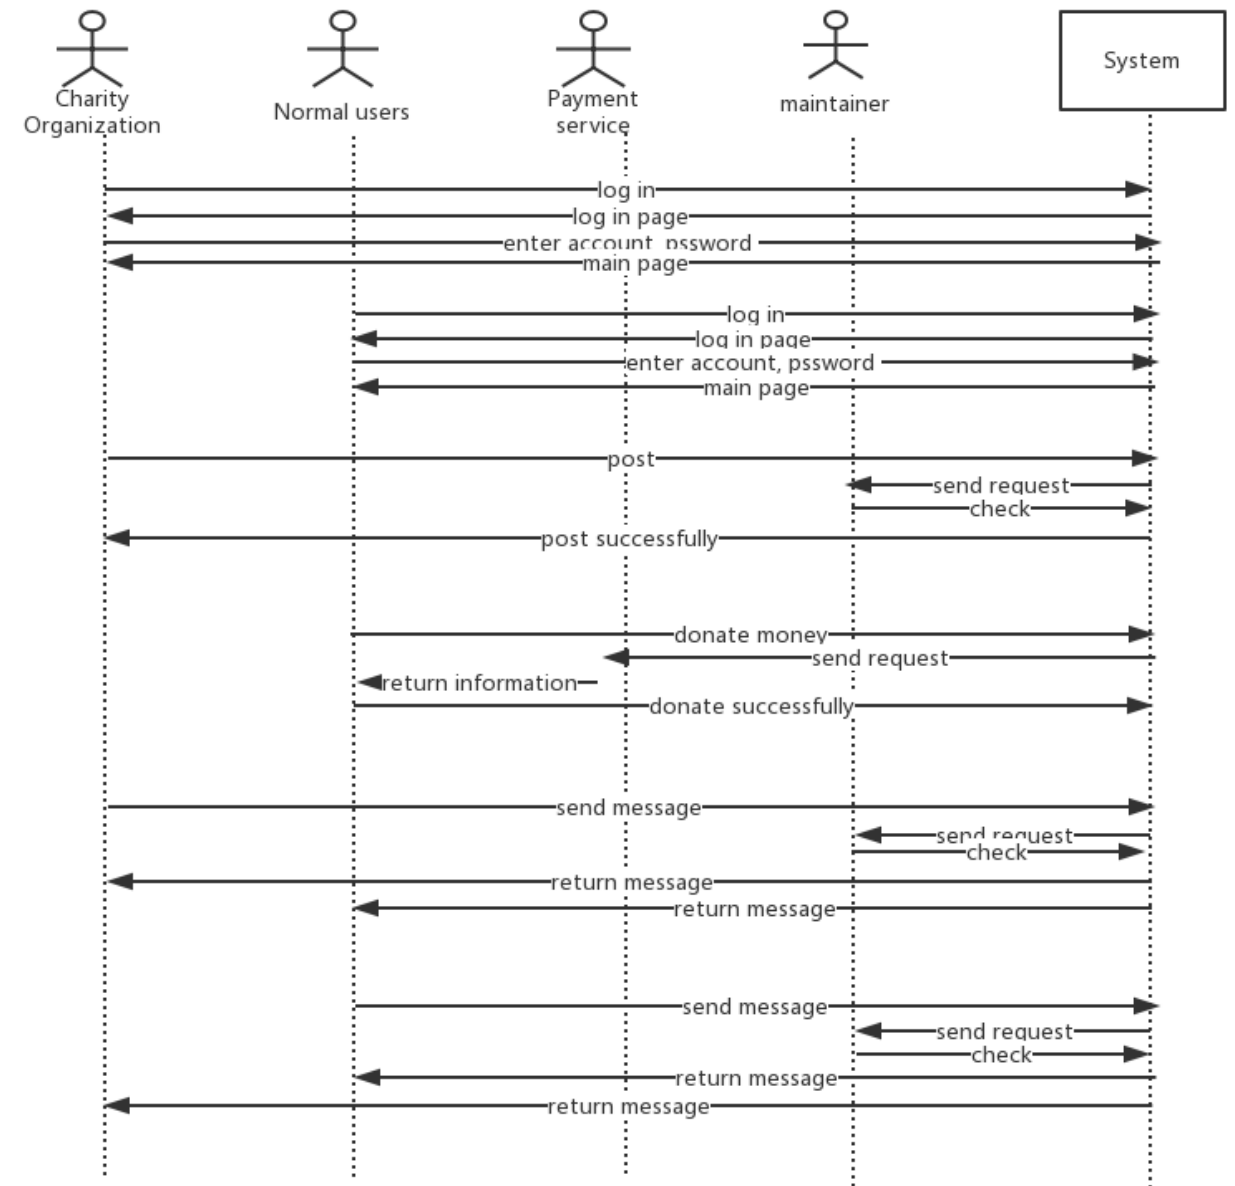 Charity
Organization
Normal users
Payment
service
maintainer
System
log in
log in page
enter account, pssword
main page
log in
log in page
enter account, pssword
main page
post
send request
check
post successfully
donate money
send request
return information
donate successfully
send message
send request
check
return message
return message
send message
send request
check
return message
return message